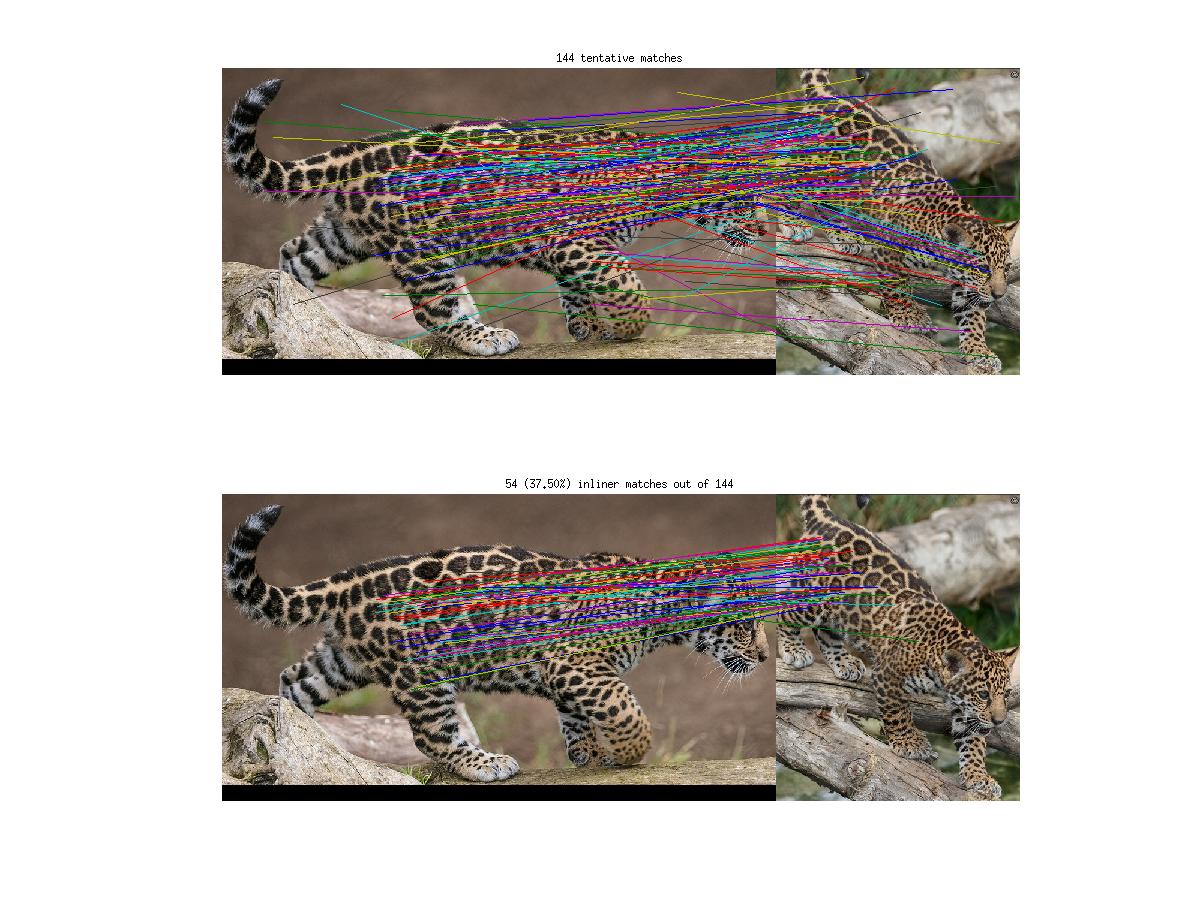 144 tentative matches
54 (37.50%) inliner matches out of 144